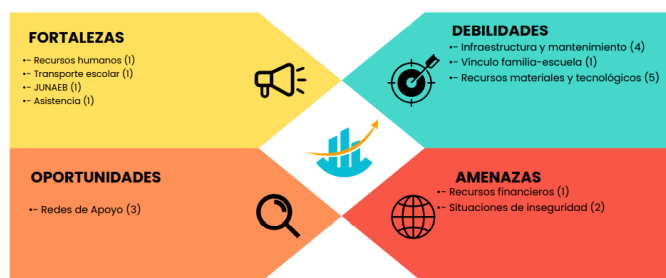 FORTALEZAS
•- Recursos humanos (1)
•- Transporte escolar (1)
•- JUNAEB (1)
•- Asistencia (1)
DEBILIDADES
•- Infraestructura y mantenimiento (4)
•- Vínculo familia-escuela (1)
•- Recursos materiales y tecnológicos (5)
OPORTUNIDADES
•- Redes de Apoyo (3)
AMENAZAS
•- Recursos financieros (1)
•- Situaciones de inseguridad (2)